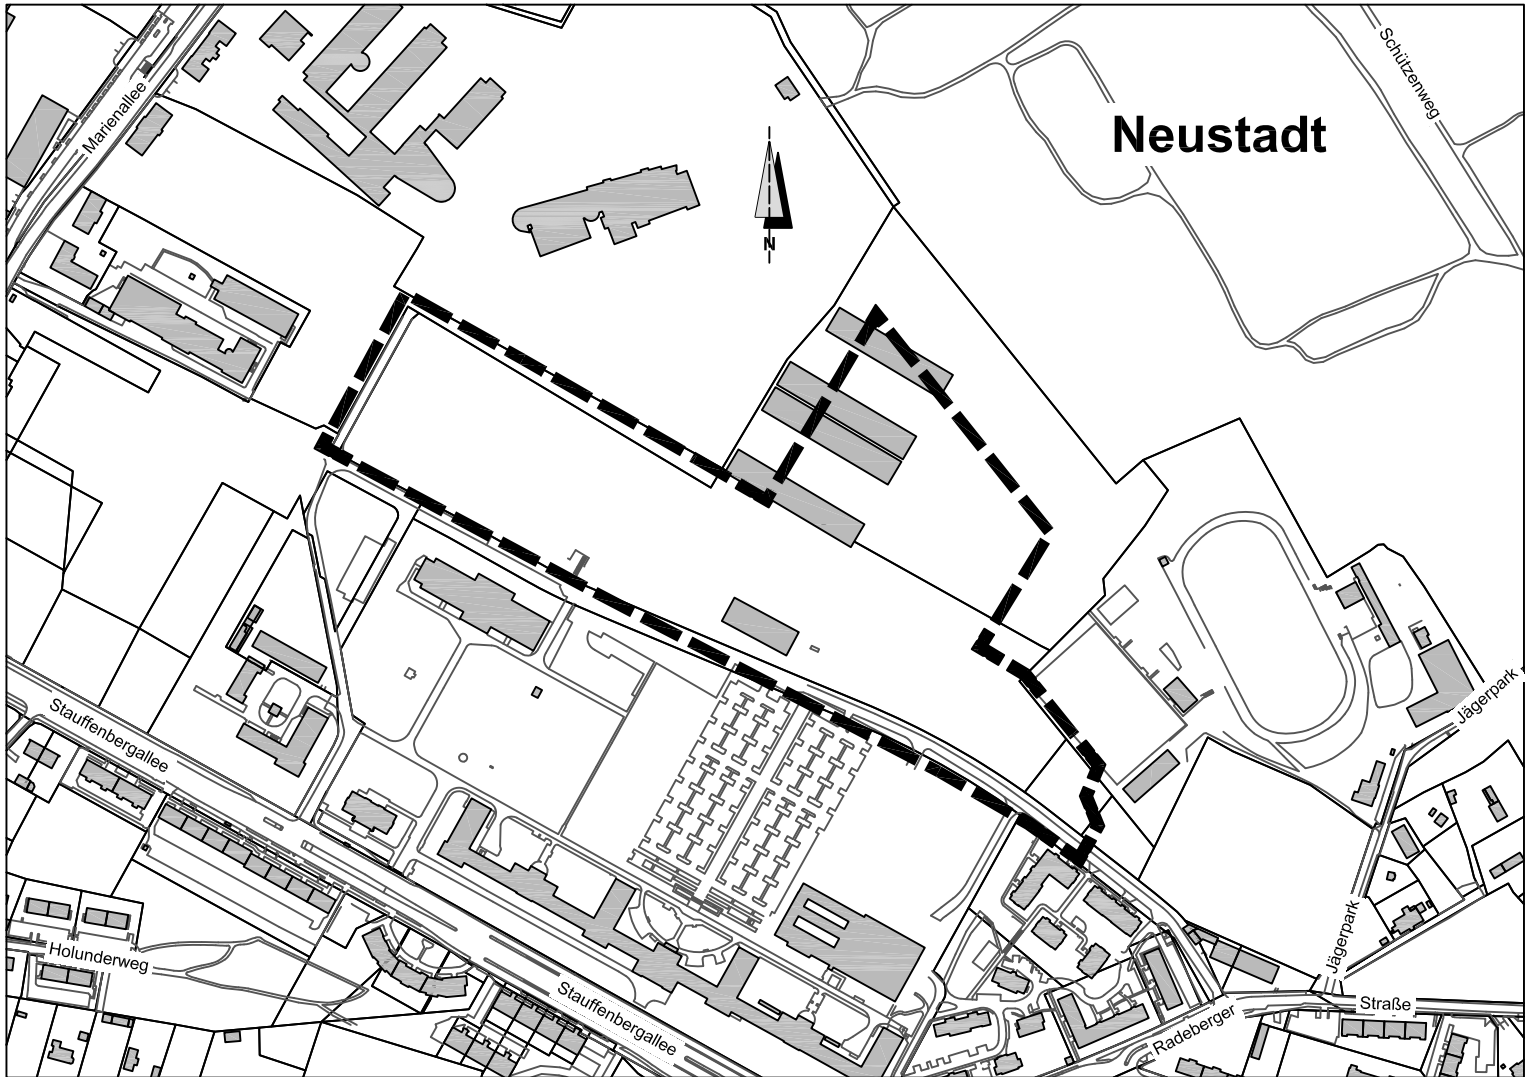 Schützenweg
Marienallee
Neustadt
N
Jägerpark
Stauffenbergallee
Jägerpark
Holunderweg
Stauffenbergallee
Radeberger Straße